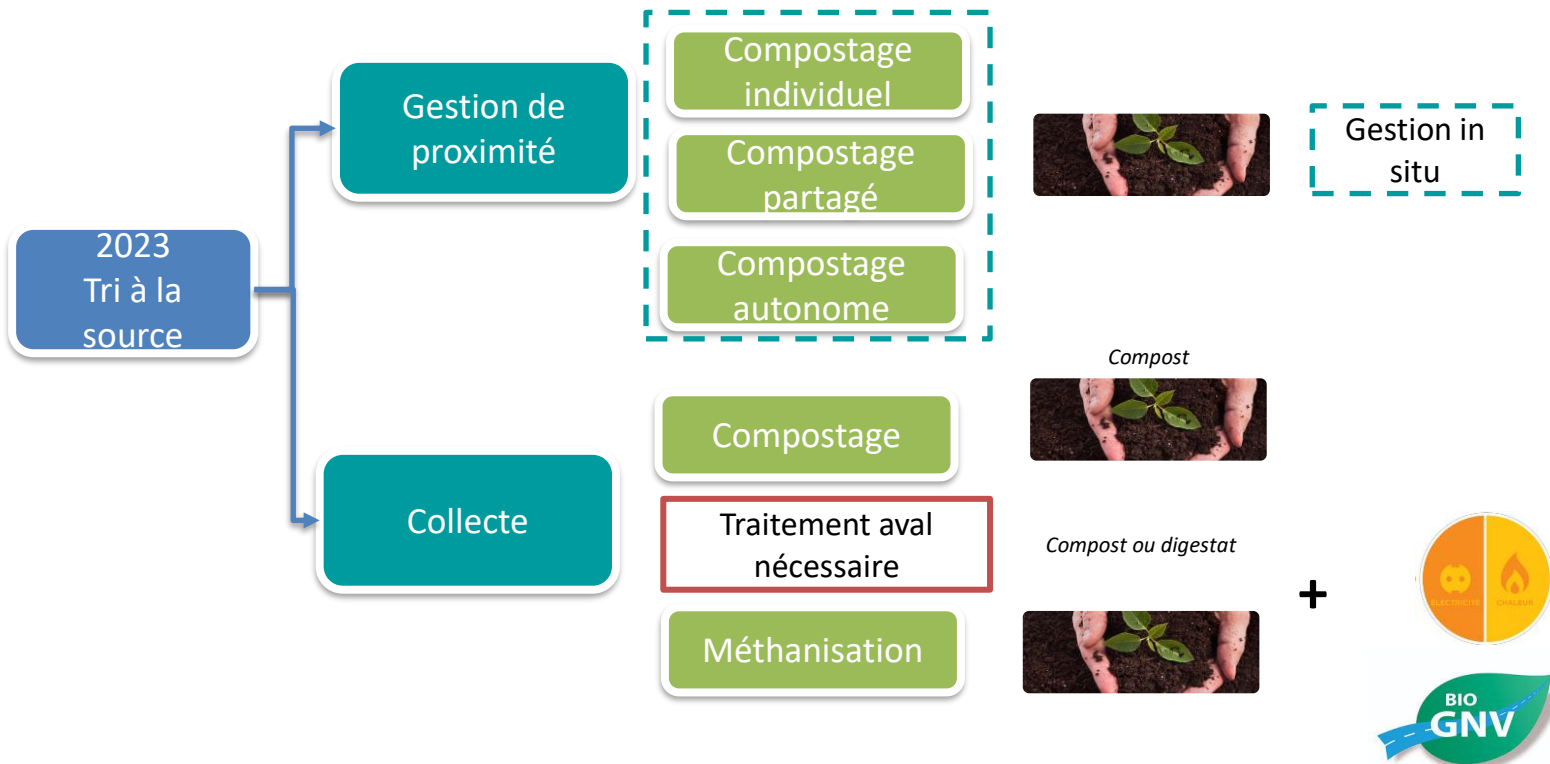 2023
Tri à la
source
Gestion de
proximité
Compostage
individuel
Compostage
partagé
Compostage
autonome
Gestion in
situ
Collecte
Compostage
Compost
Traitement aval
nécessaire
Méthanisation
Compost ou digestat
+
ÉLECTRICITÉ
CHALEUR
BIO
GNV